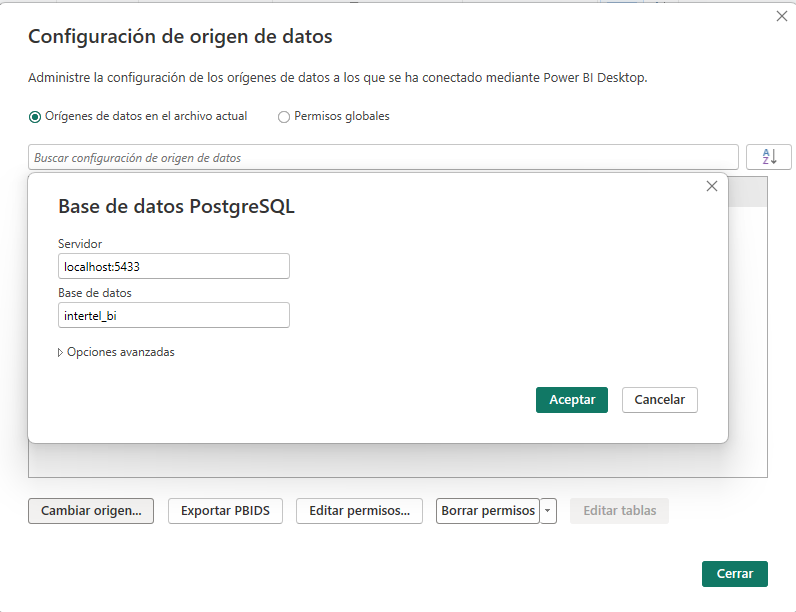 Configuración de origen de datos
Administre la configuración de los orígenes de datos a los que se ha conectado mediante Power BI Desktop.
Orígenes de datos en el archivo actual Permisos globales
Buscar configuración de origen de datos
A
Z
Base de datos PostgreSQL
Servidor
localhost:5433
Base de datos
intertel_bi
Opciones avanzadas
Aceptar Cancelar
Cambiar origen... Exportar PBIDS Editar permisos... Borrar permisos Editar tablas
Cerrar